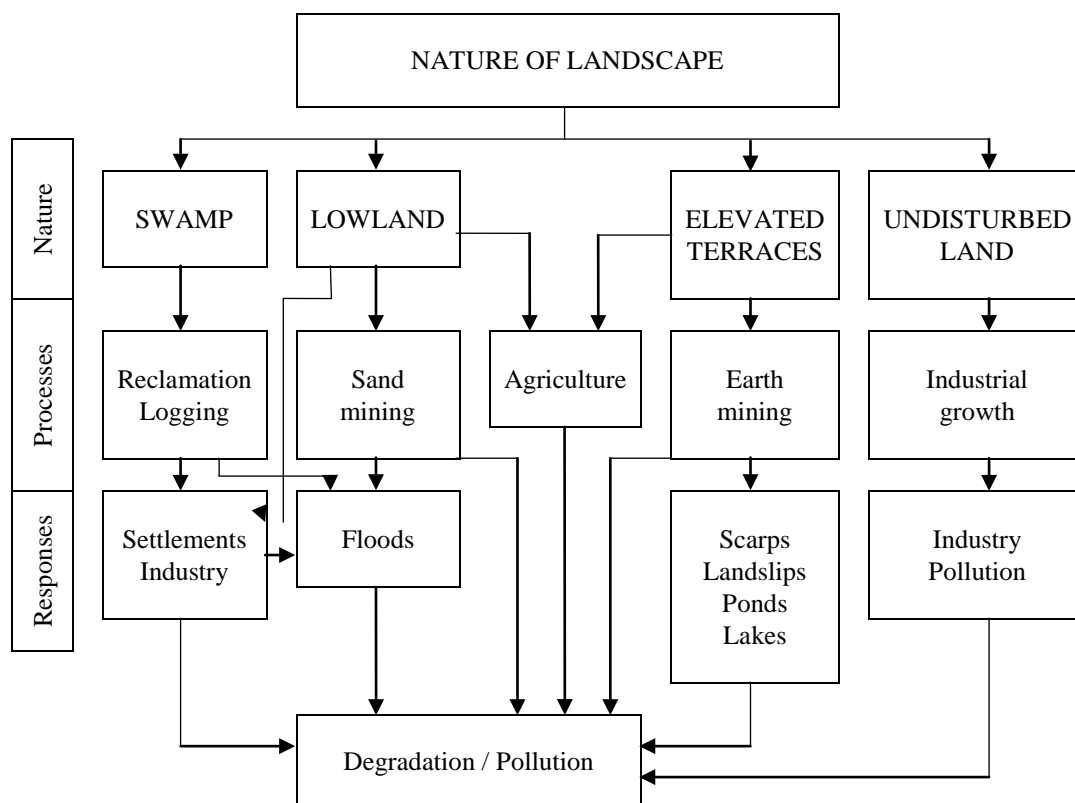 NATURE OF LANDSCAPE
Nature
SWAMP
LOWLAND
ELEVATED
TERRACES
UNDISTURBED
LAND
Processes
Reclamation
Logging
Sand
mining
Agriculture
Earth
mining
Industrial
growth
Responses
Settlements
Industry
Floods
Scarps
Landslips
Ponds
Lakes
Industry
Pollution
Degradation / Pollution